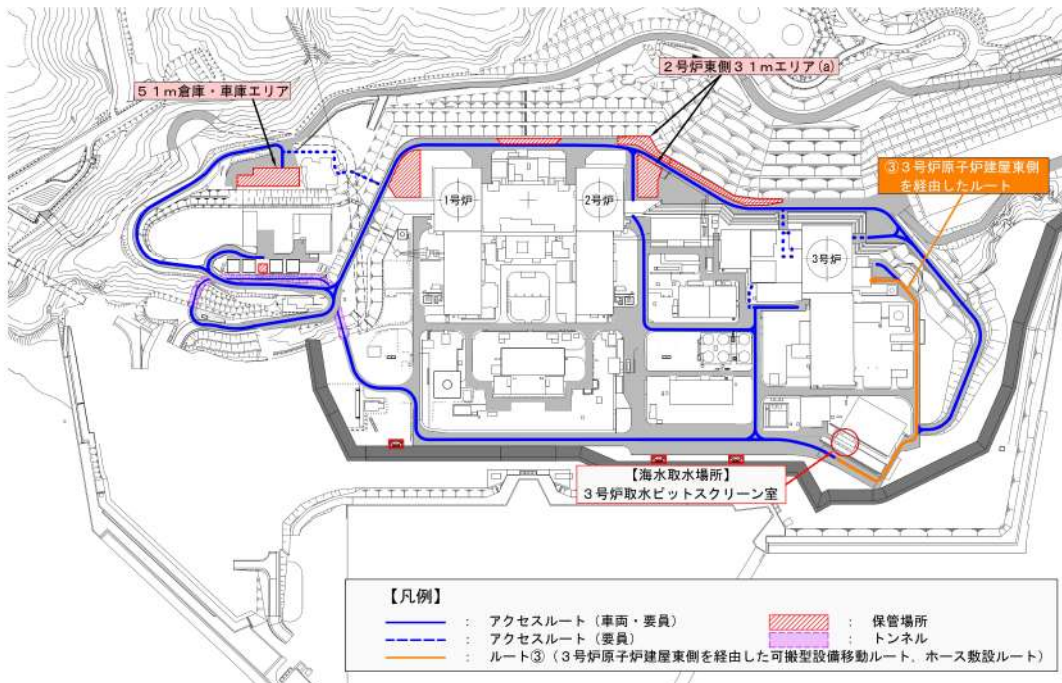 ２号炉東側３１ｍエリア(a)
５１ｍ倉庫・車庫エリア
③３号炉原子炉建屋東側
を経由したルート
1号炉
2号炉
3号炉
【海水取水場所】
３号炉取水ピットスクリーン室
【凡例】
： アクセスルート（車両・要員）
： 保管場所
： アクセスルート（要員）
： トンネル
： ルート③（３号炉原子炉建屋東側を経由した可搬型設備移動ルート，ホース敷設ルート）